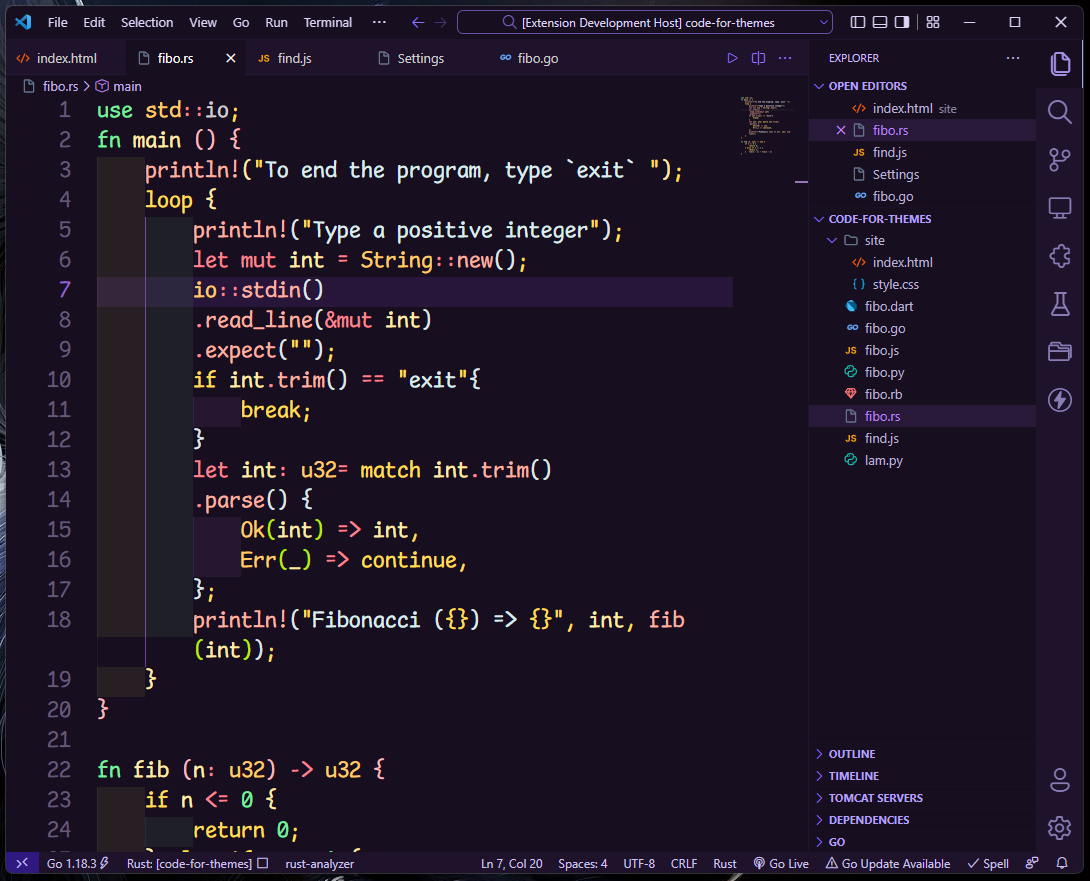 File Edit Selection View Go Run Terminal ··· [Extension Development Host] code-for-themes
index.html fibo.rs JS find.js Settings fibo.go
fibo.rs > main
1 use std::io;
2 fn main () {
3 println!("To end the program, type `exit` ");
4 loop {
5 println!("Type a positive integer");
6 let mut int = String::new();
7 io::stdin()
8 .read_line(&mut int)
9 .expect("");
10 if int.trim() == "exit"{
11 break;
12 }
13 let int: u32= match int.trim()
14 .parse() {
15 Ok(int) => int,
16 Err(_) => continue,
17 };
18 println!("Fibonacci ({}) => {}", int, fib
(int));
19 }
20 }
21
22 fn fib (n: u32) -> u32 {
23 if n <= 0 {
24 return 0;
EXPLORER ···
OPEN EDITORS
index.html site
fibo.rs
JS find.js
Settings
fibo.go
CODE-FOR-THEMES
site
index.html
{ } style.css
fibo.dart
fibo.go
JS fibo.js
fibo.py
fibo.rb
fibo.rs
JS find.js
lam.py
OUTLINE
TIMELINE
TOMCAT SERVERS
DEPENDENCIES
GO
Go 1.18.3 Rust: [code-for-themes] rust-analyzer Ln 7, Col 20 Spaces: 4 UTF-8 CRLF Rust Go Live Go Update Available Spell